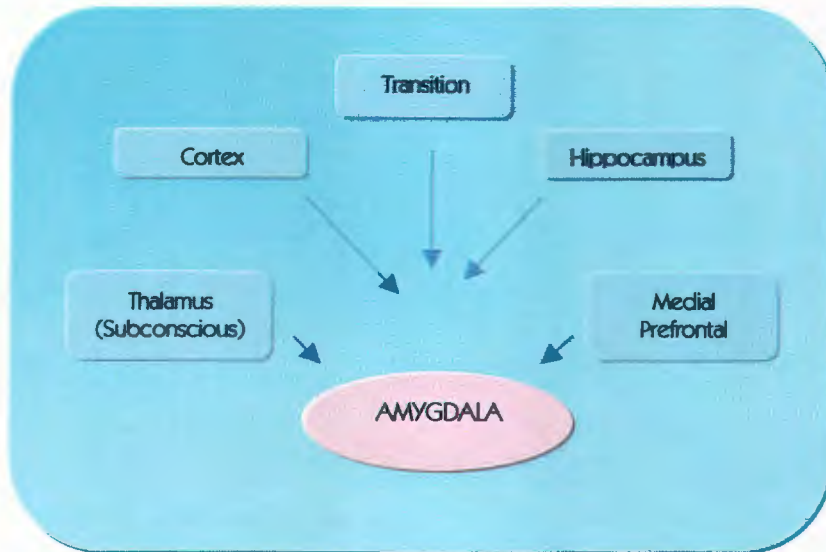 Transition
Cortex
Hippocampus
Thalamus
(Subconscious)
Medial
Prefrontal
AMYGDALA